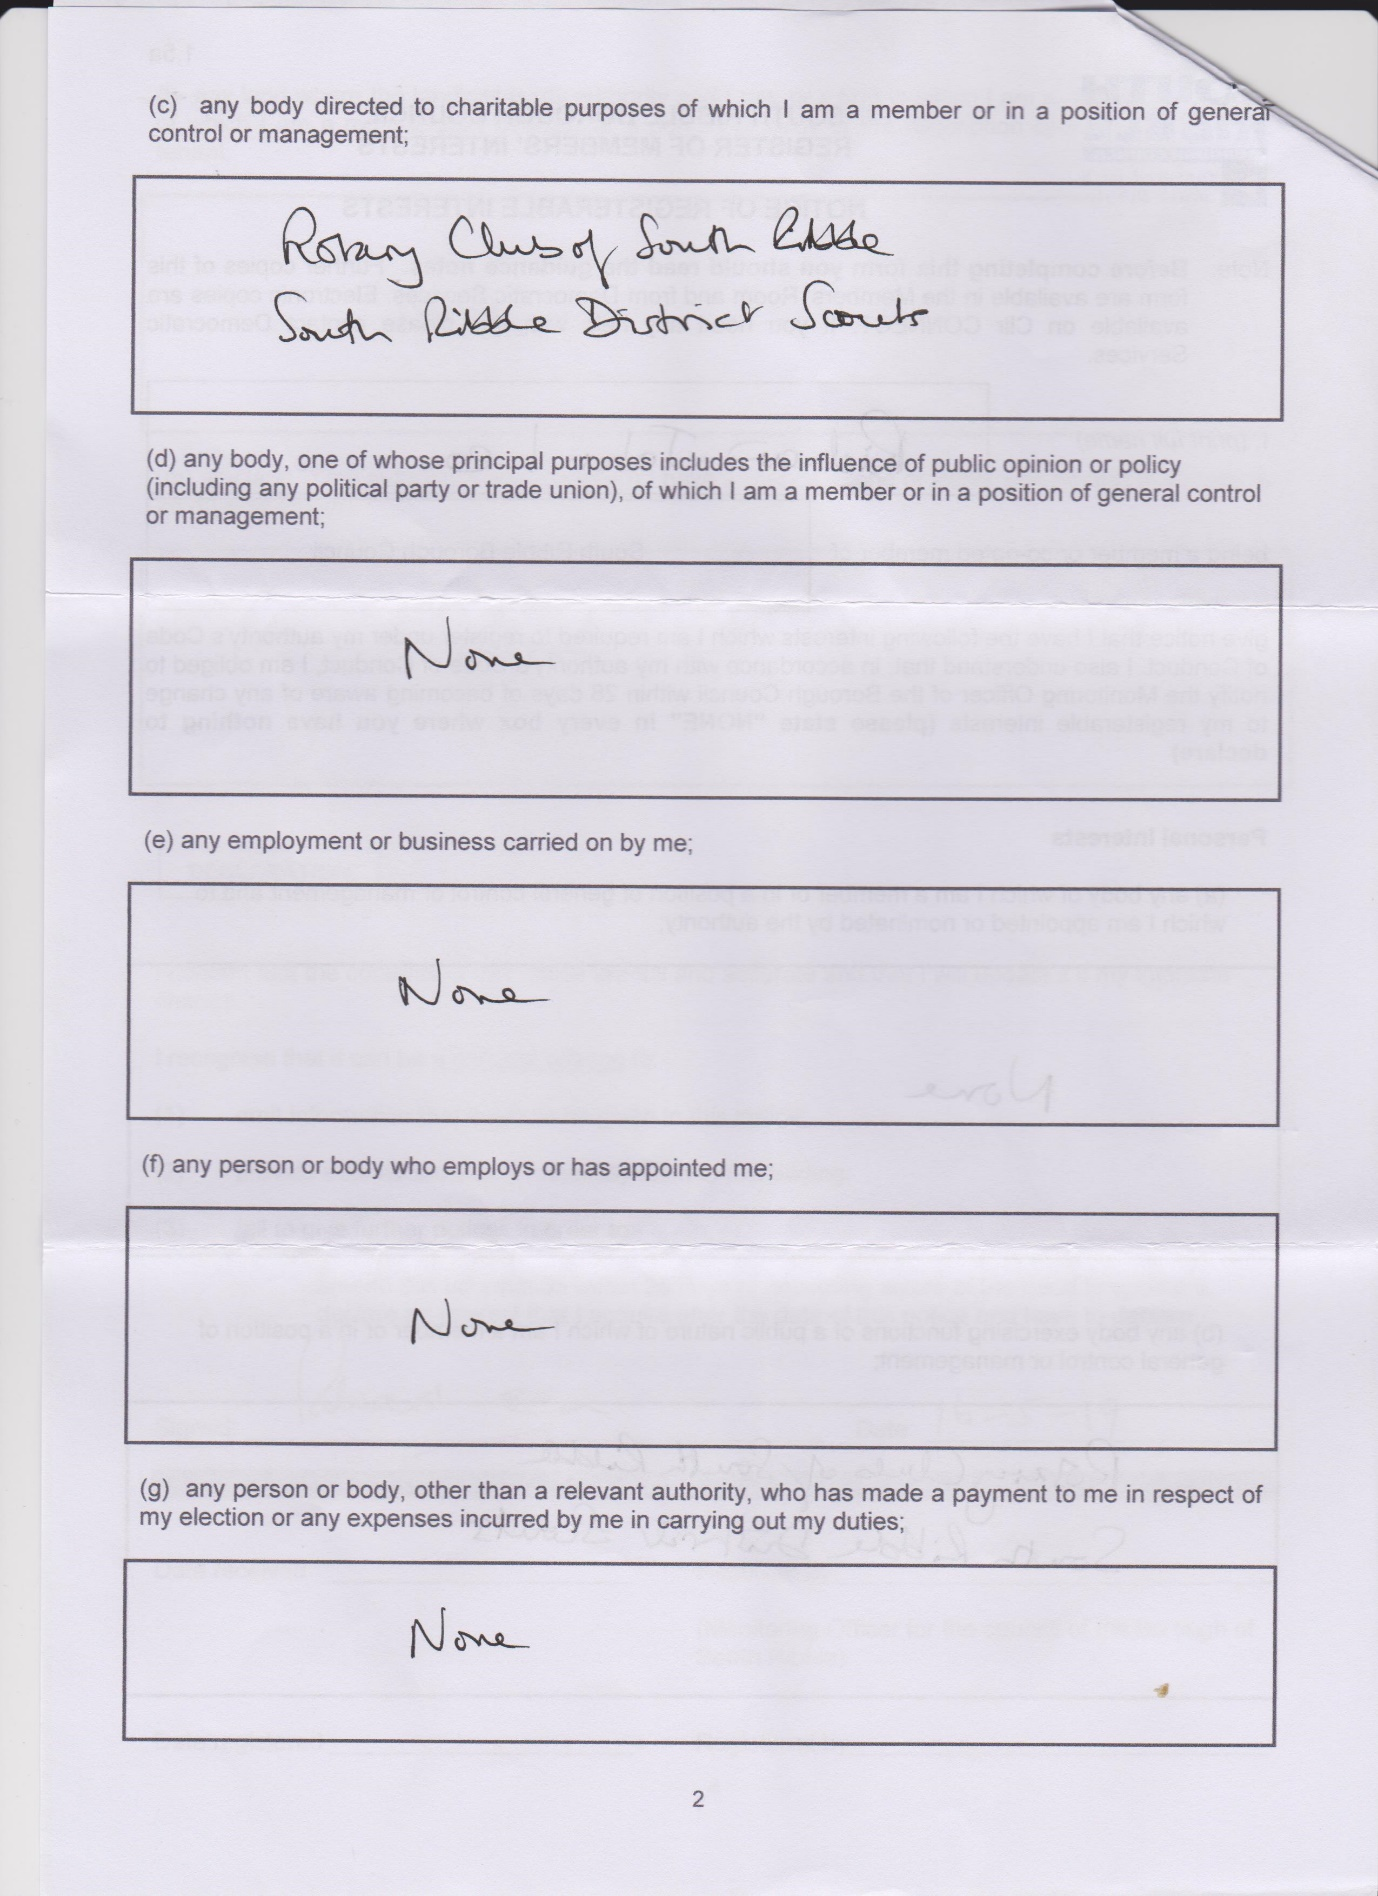 (c) any body directed to charitable purposes of which I am a member or in a position of general
control or management;
Rotary Club of South Ribble
South Ribble District Scouts
(d) any body, one of whose principal purposes includes the influence of public opinion or policy
(including any political party or trade union), of which I am a member or in a position of general control
or management;
None
(e) any employment or business carried on by me;
None
(f) any person or body who employs or has appointed me;
None
(g) any person or body, other than a relevant authority, who has made a payment to me in respect of
my election or any expenses incurred by me in carrying out my duties;
None
2